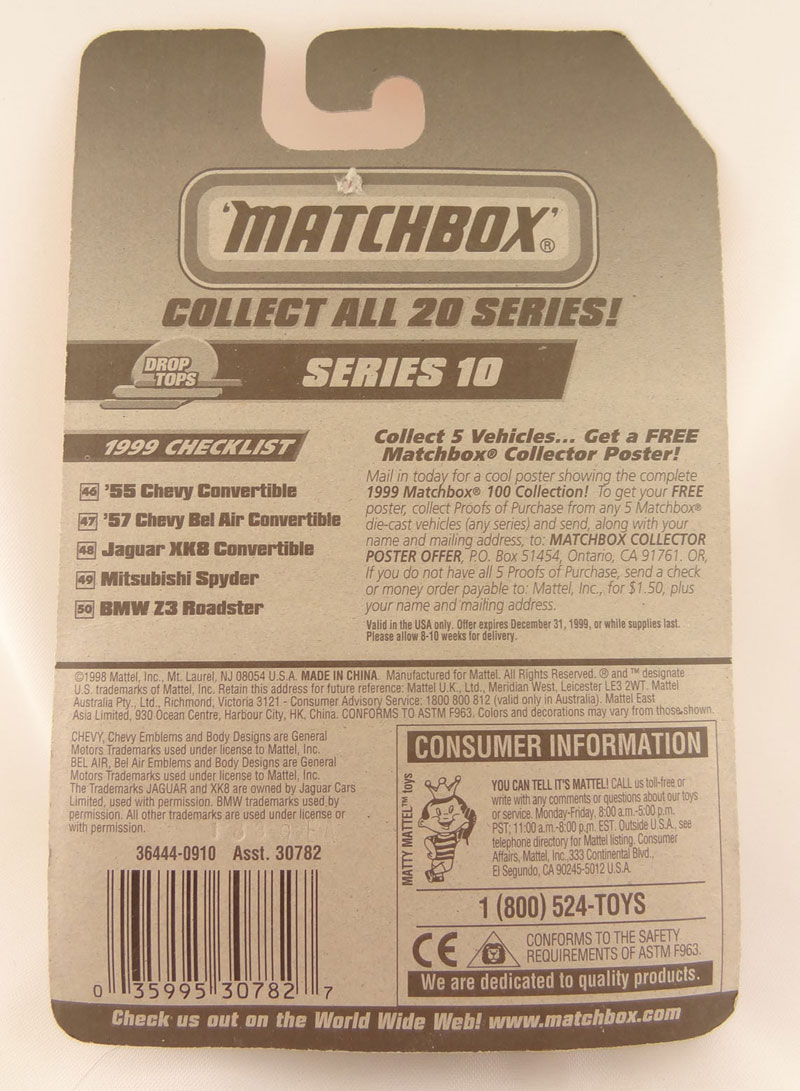 'MATCHBOX'®
COLLECT ALL 20 SERIES!
DROP
TOPS
SERIES 10
1999 CHECKLIST
46 '55 Chevy Convertible
47 '57 Chevy Bel Air Convertible
48 Jaguar XK8 Convertible
49 Mitsubishi Spyder
50 BMW Z3 Roadster
Collect 5 Vehicles... Get a FREE
Matchbox® Collector Poster!
Mail in today for a cool poster showing the complete
1999 Matchbox® 100 Collection! To get your FREE
poster, collect Proofs of Purchase from any 5 Matchbox®
die-cast vehicles (any series) and send, along with your
name and mailing address, to: MATCHBOX COLLECTOR
POSTER OFFER, P.O. Box 51454, Ontario, CA 91761. OR,
If you do not have all 5 Proofs of Purchase, send a check
or money order payable to: Mattel, Inc., for $1.50, plus
your name and mailing address.
Valid in the USA only. Offer expires December 31, 1999, or while supplies last.
Please allow 8-10 weeks for delivery.
©1998 Mattel, Inc., Mt. Laurel, NJ 08054 U.S.A. MADE IN CHINA. Manufactured for Mattel. All Rights Reserved. ® and ™ designate
U.S. trademarks of Mattel, Inc. Retain this address for future reference: Mattel U.K., Ltd., Meridian West, Leicester LE3 2WT. Mattel
Australia Pty., Ltd., Richmond, Victoria 3121 - Consumer Advisory Service: 1800 800 812 (valid only in Australia). Mattel East
Asia Limited, 930 Ocean Centre, Harbour City, HK, China. CONFORMS TO ASTM F963. Colors and decorations may vary from those shown.
CHEVY, Chevy Emblems and Body Designs are General
Motors Trademarks used under license to Mattel, Inc.
BEL AIR, Bel Air Emblems and Body Designs are General
Motors Trademarks used under license to Mattel, Inc.
The Trademarks JAGUAR and XK8 are owned by Jaguar Cars
Limited, used with permission. BMW trademarks used by
permission. All other trademarks are used under license or
with permission.
36444-0910 Asst. 30782
0 35995 30782 7
CONSUMER INFORMATION
MATTY MATTEL™ toys
YOU CAN TELL IT'S MATTEL! CALL us toll-free or
write with any comments or questions about our toys
or service. Monday-Friday, 8:00 a.m.-5:00 p.m.
PST; 11:00 a.m.-8:00 p.m. EST. Outside U.S.A., see
telephone directory for Mattel listing. Consumer
Affairs, Mattel, Inc.,333 Continental Blvd.,
El Segundo, CA 90245-5012 U.S.A.
1 (800) 524-TOYS
CE
CONFORMS TO THE SAFETY
REQUIREMENTS OF ASTM F963.
We are dedicated to quality products.
Check us out on the World Wide Web! www.matchbox.com